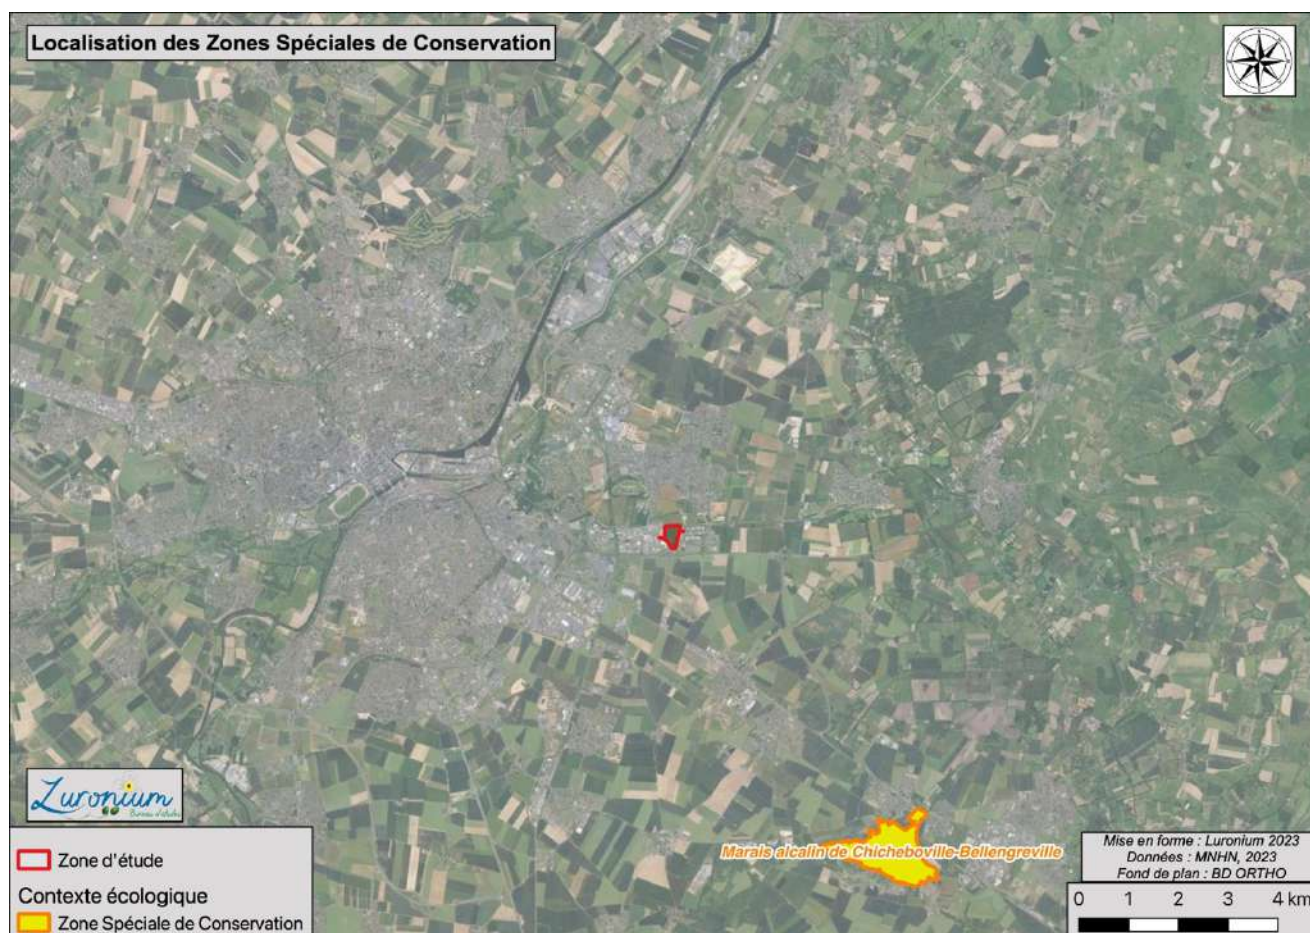 Localisation des Zones Spéciales de Conservation
Marais alcalin de Chicheboville-Bellengreville
Luronium
Bureau d'études
Zone d'étude
Contexte écologique
Zone Spéciale de Conservation
Mise en forme : Luronium 2023
Données : MNHN, 2023
Fond de plan : BD ORTHO
0 1 2 3 4 km